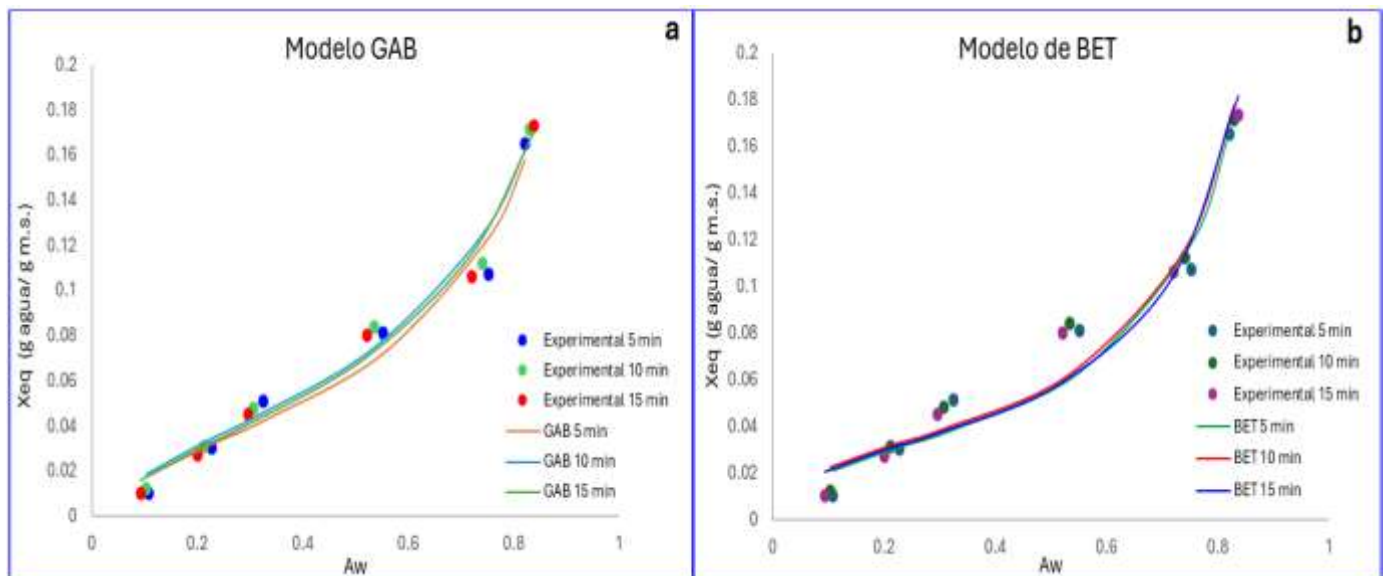 a
Modelo GAB
0.2
0.18
0.16
0.14
0.12
0.1
0.08
0.06
0.04
0.02
0
Xeq (g agua/ g m.s.)
0 0.2 0.4 0.6 0.8 1
Aw
Experimental 5 min
Experimental 10 min
Experimental 15 min
GAB 5 min
GAB 10 min
GAB 15 min
b
Modelo de BET
0.2
0.18
0.16
0.14
0.12
0.1
0.08
0.06
0.04
0.02
0
Xeq (g agua/ g m.s.)
0 0.2 0.4 0.6 0.8 1
Aw
Experimental 5 min
Experimental 10 min
Experimental 15 min
BET 5 min
BET 10 min
BET 15 min